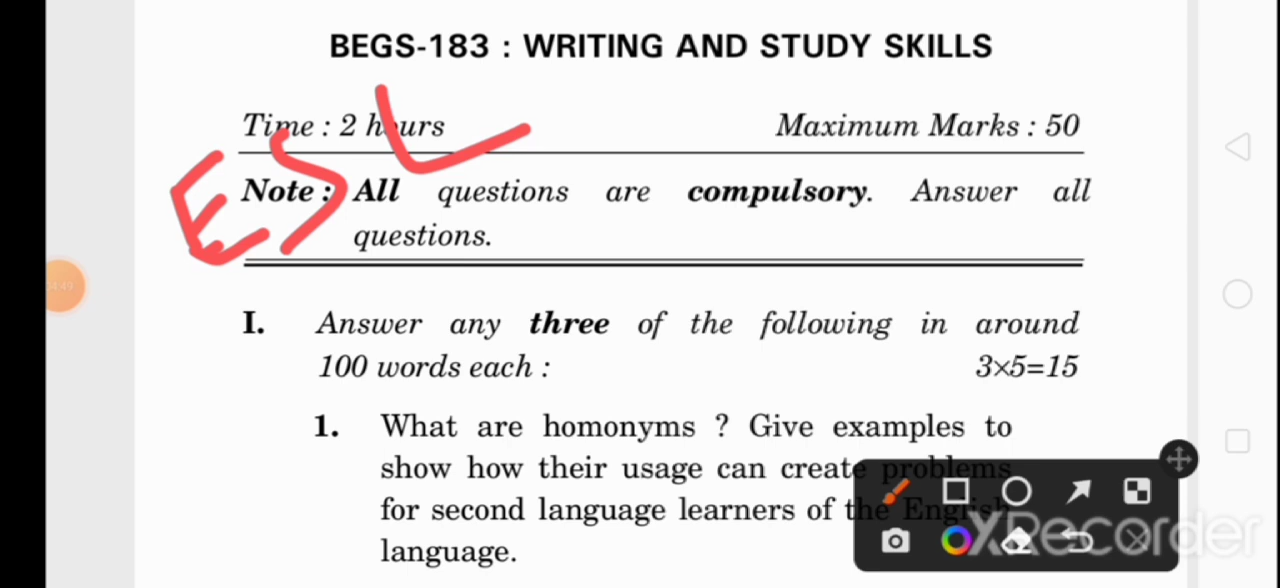 BEGS-183 : WRITING AND STUDY SKILLS
Time : 2 hours Maximum Marks : 50
Note : All questions are compulsory. Answer all
questions.
ESL
I. Answer any three of the following in around
100 words each : 3×5=15
1. What are homonyms ? Give examples to
show how their usage can create problems
for second language learners of the English
language.
XRecorder